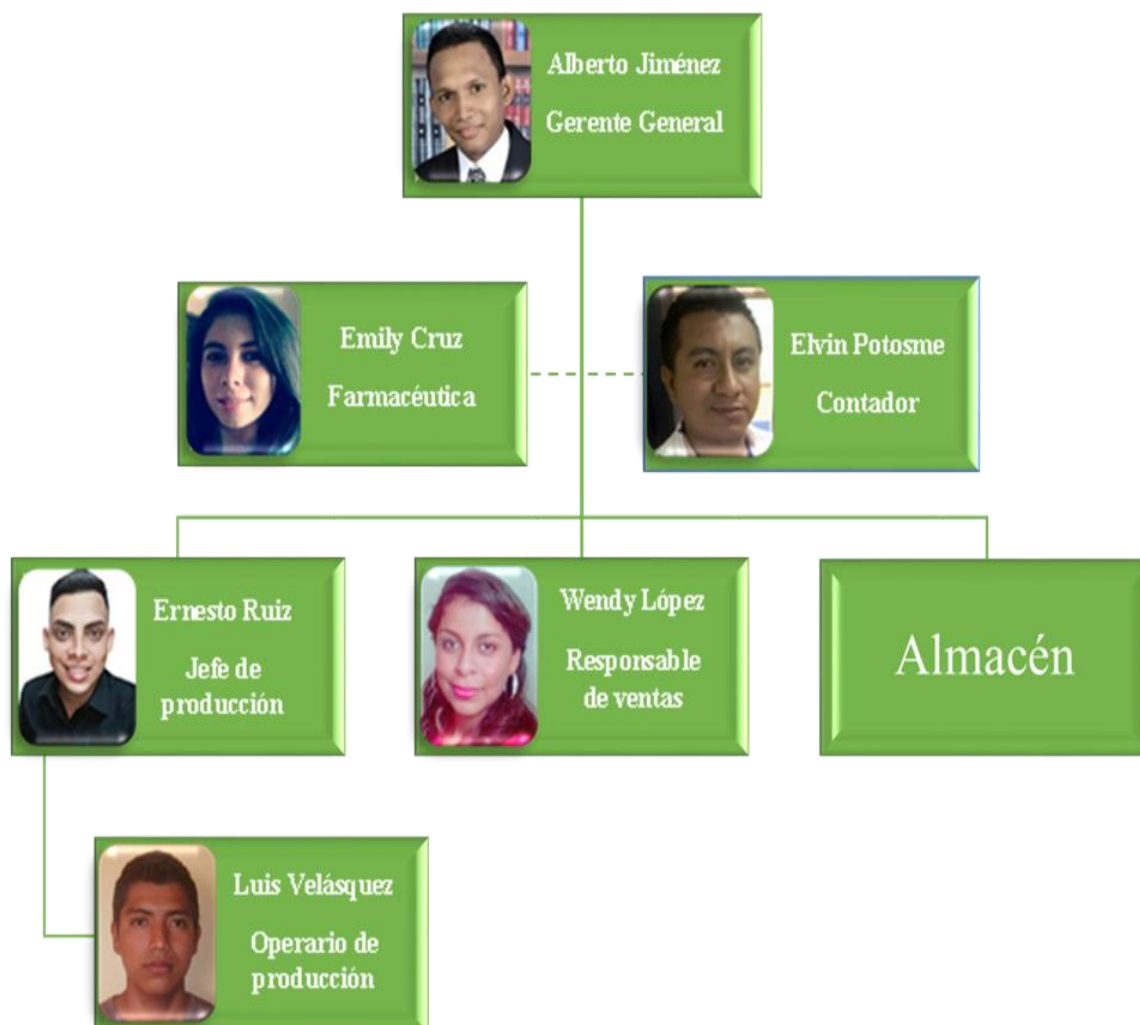 Alberto Jiménez
Gerente General
Emily Cruz
Farmacéutica
Elvin Potosme
Contador
Ernesto Ruiz
Jefe de
producción
Wendy López
Responsable
de ventas
Almacén
Luis Velásquez
Operario de
producción